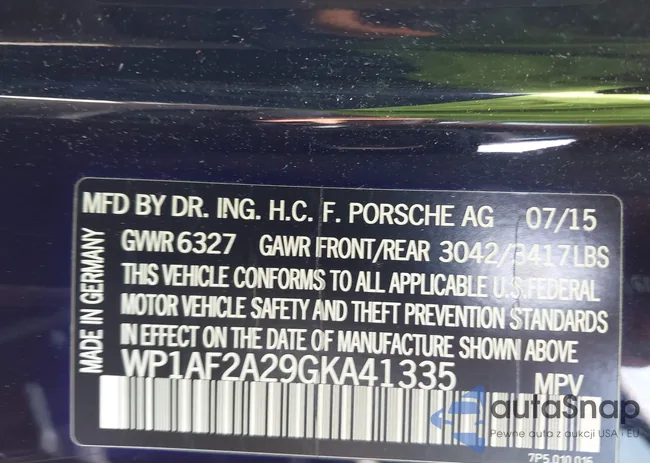 MFD BY DR. ING. H.C. F. PORSCHE AG 07/15
GVWR 6327 GAWR FRONT/REAR 3042/3417LBS
THIS VEHICLE CONFORMS TO ALL APPLICABLE U.S.FEDERAL
MOTOR VEHICLE SAFETY AND THEFT PREVENTION STANDARDS
IN EFFECT ON THE DATE OF MANUFACTURE SHOWN ABOVE
WP1AF2A29GKA41335 MPV
MADE IN GERMANY
autaSnap
Pewne auta z aukcji USA i EU
7P5 010 016